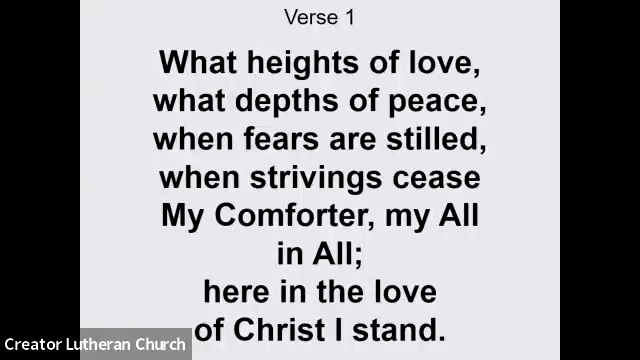 Verse 1
What heights of love,
what depths of peace,
when fears are stilled,
when strivings cease
My Comforter, my All
in All;
here in the love
of Christ I stand.
Creator Lutheran Church